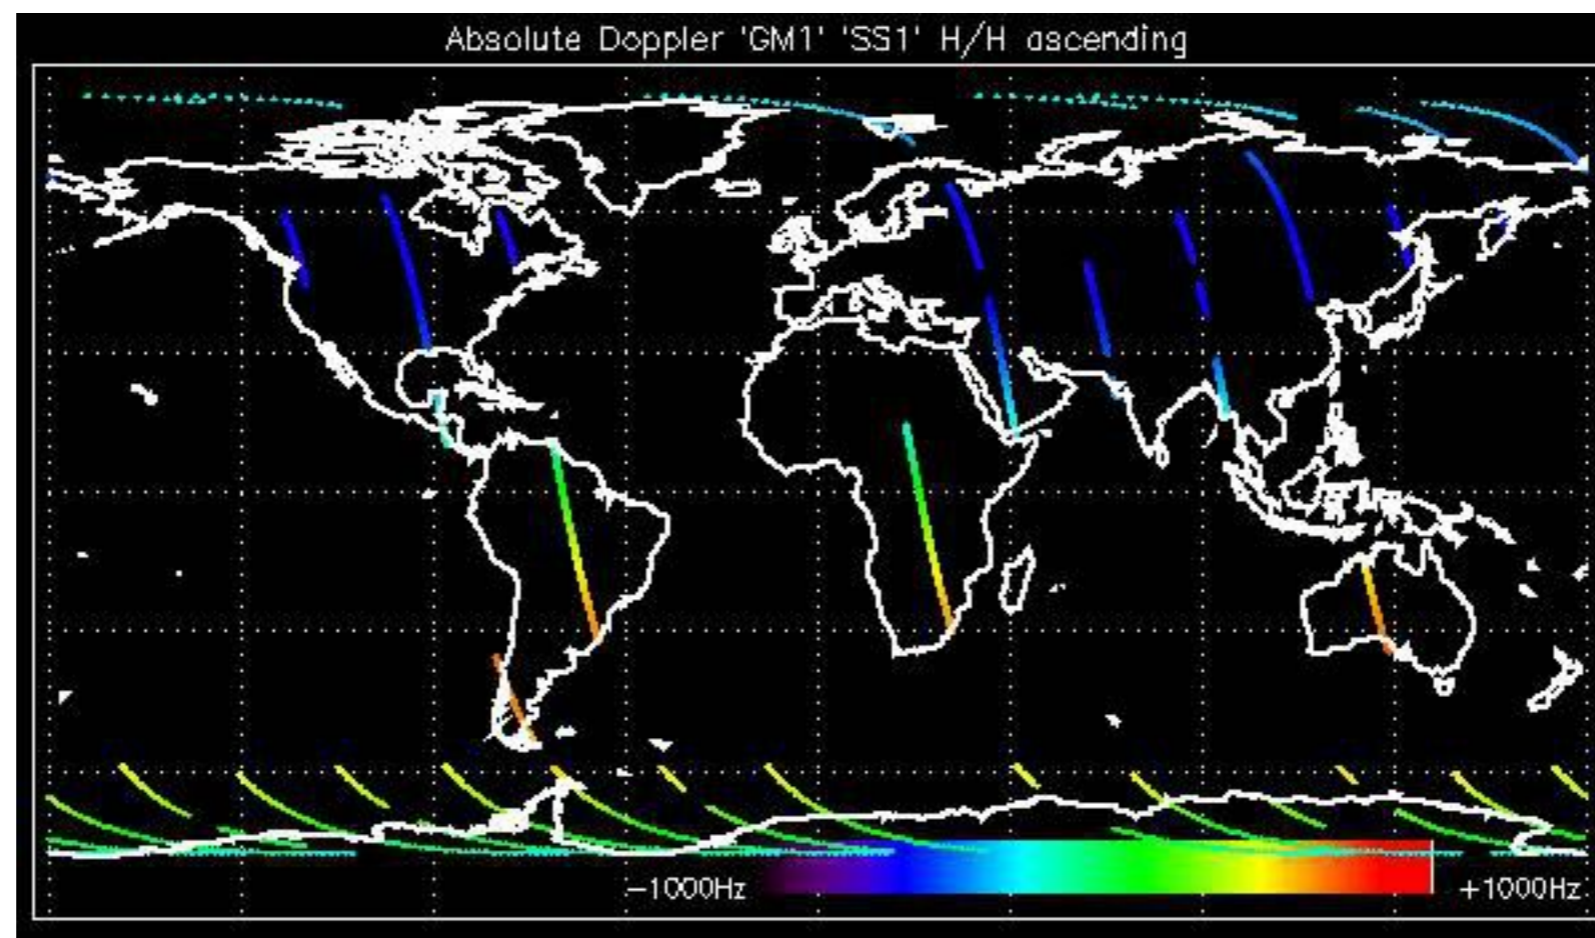 Absolute Doppler 'GM1' 'SS1' H/H ascending
−1000Hz
+1000Hz